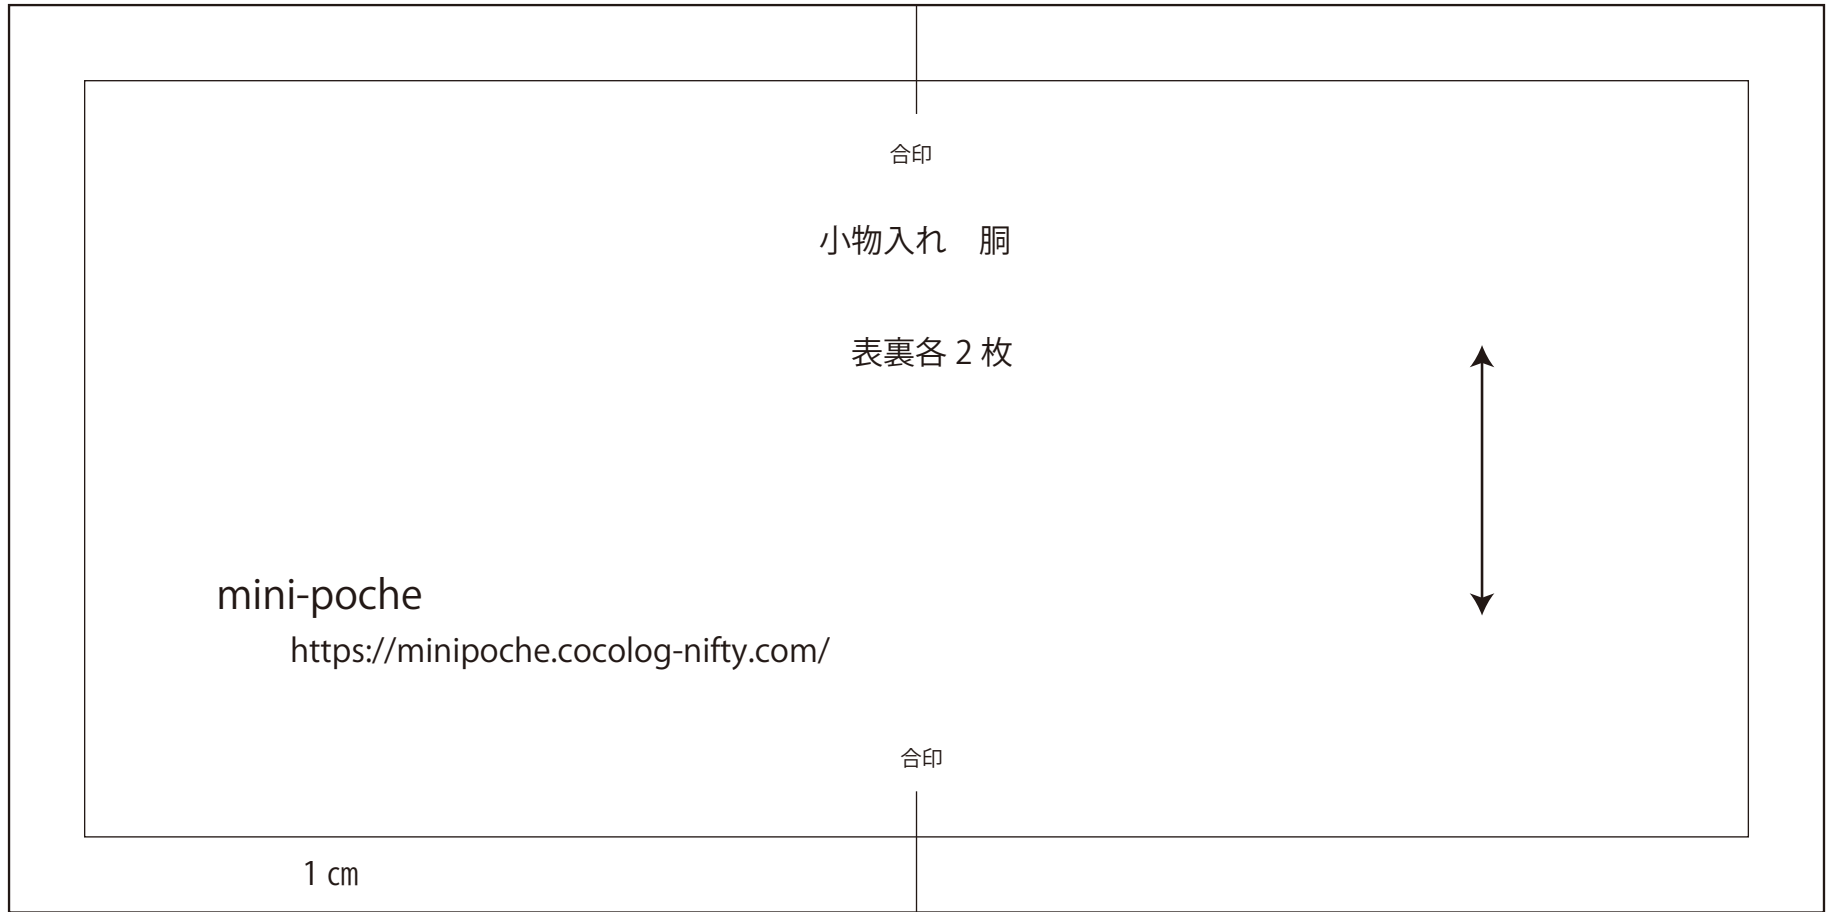 合印
小物入れ　胴
表裏各 2 枚
mini-poche
https://minipoche.cocolog-nifty.com/
合印
1 ㎝